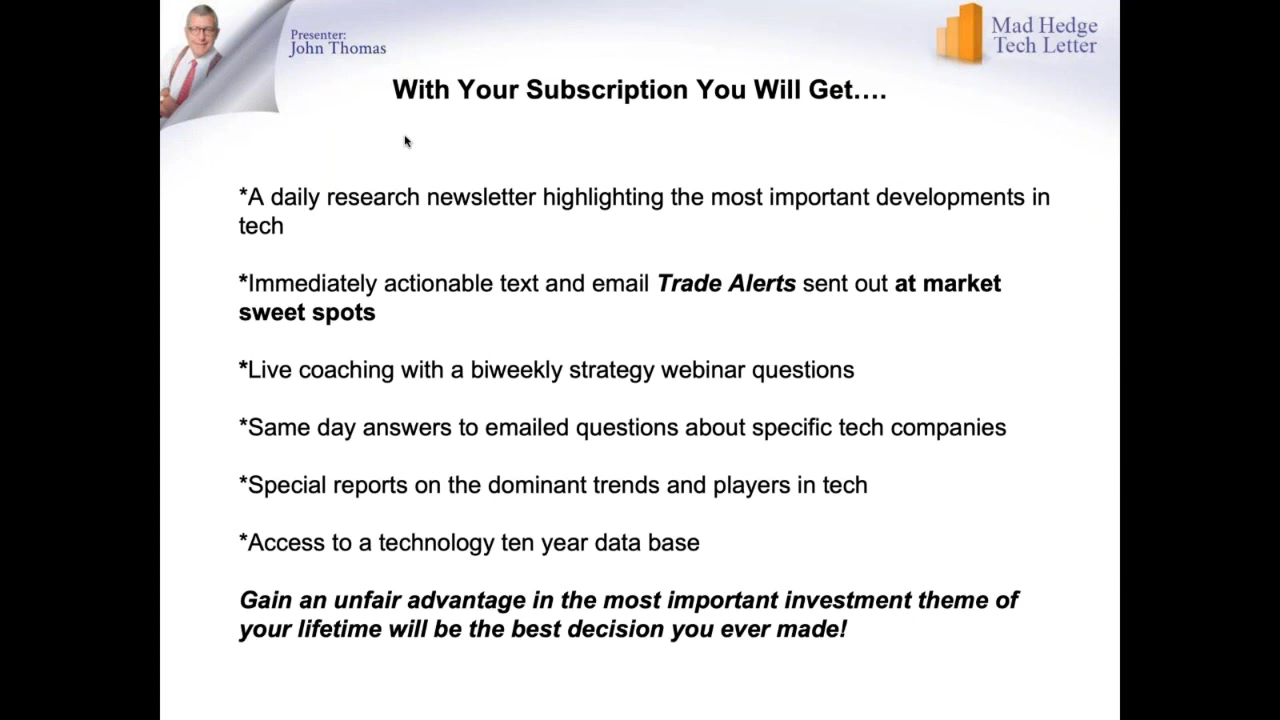 Presenter:
John Thomas
Mad Hedge
Tech Letter
With Your Subscription You Will Get….
*A daily research newsletter highlighting the most important developments in
tech
*Immediately actionable text and email Trade Alerts sent out at market
sweet spots
*Live coaching with a biweekly strategy webinar questions
*Same day answers to emailed questions about specific tech companies
*Special reports on the dominant trends and players in tech
*Access to a technology ten year data base
Gain an unfair advantage in the most important investment theme of
your lifetime will be the best decision you ever made!